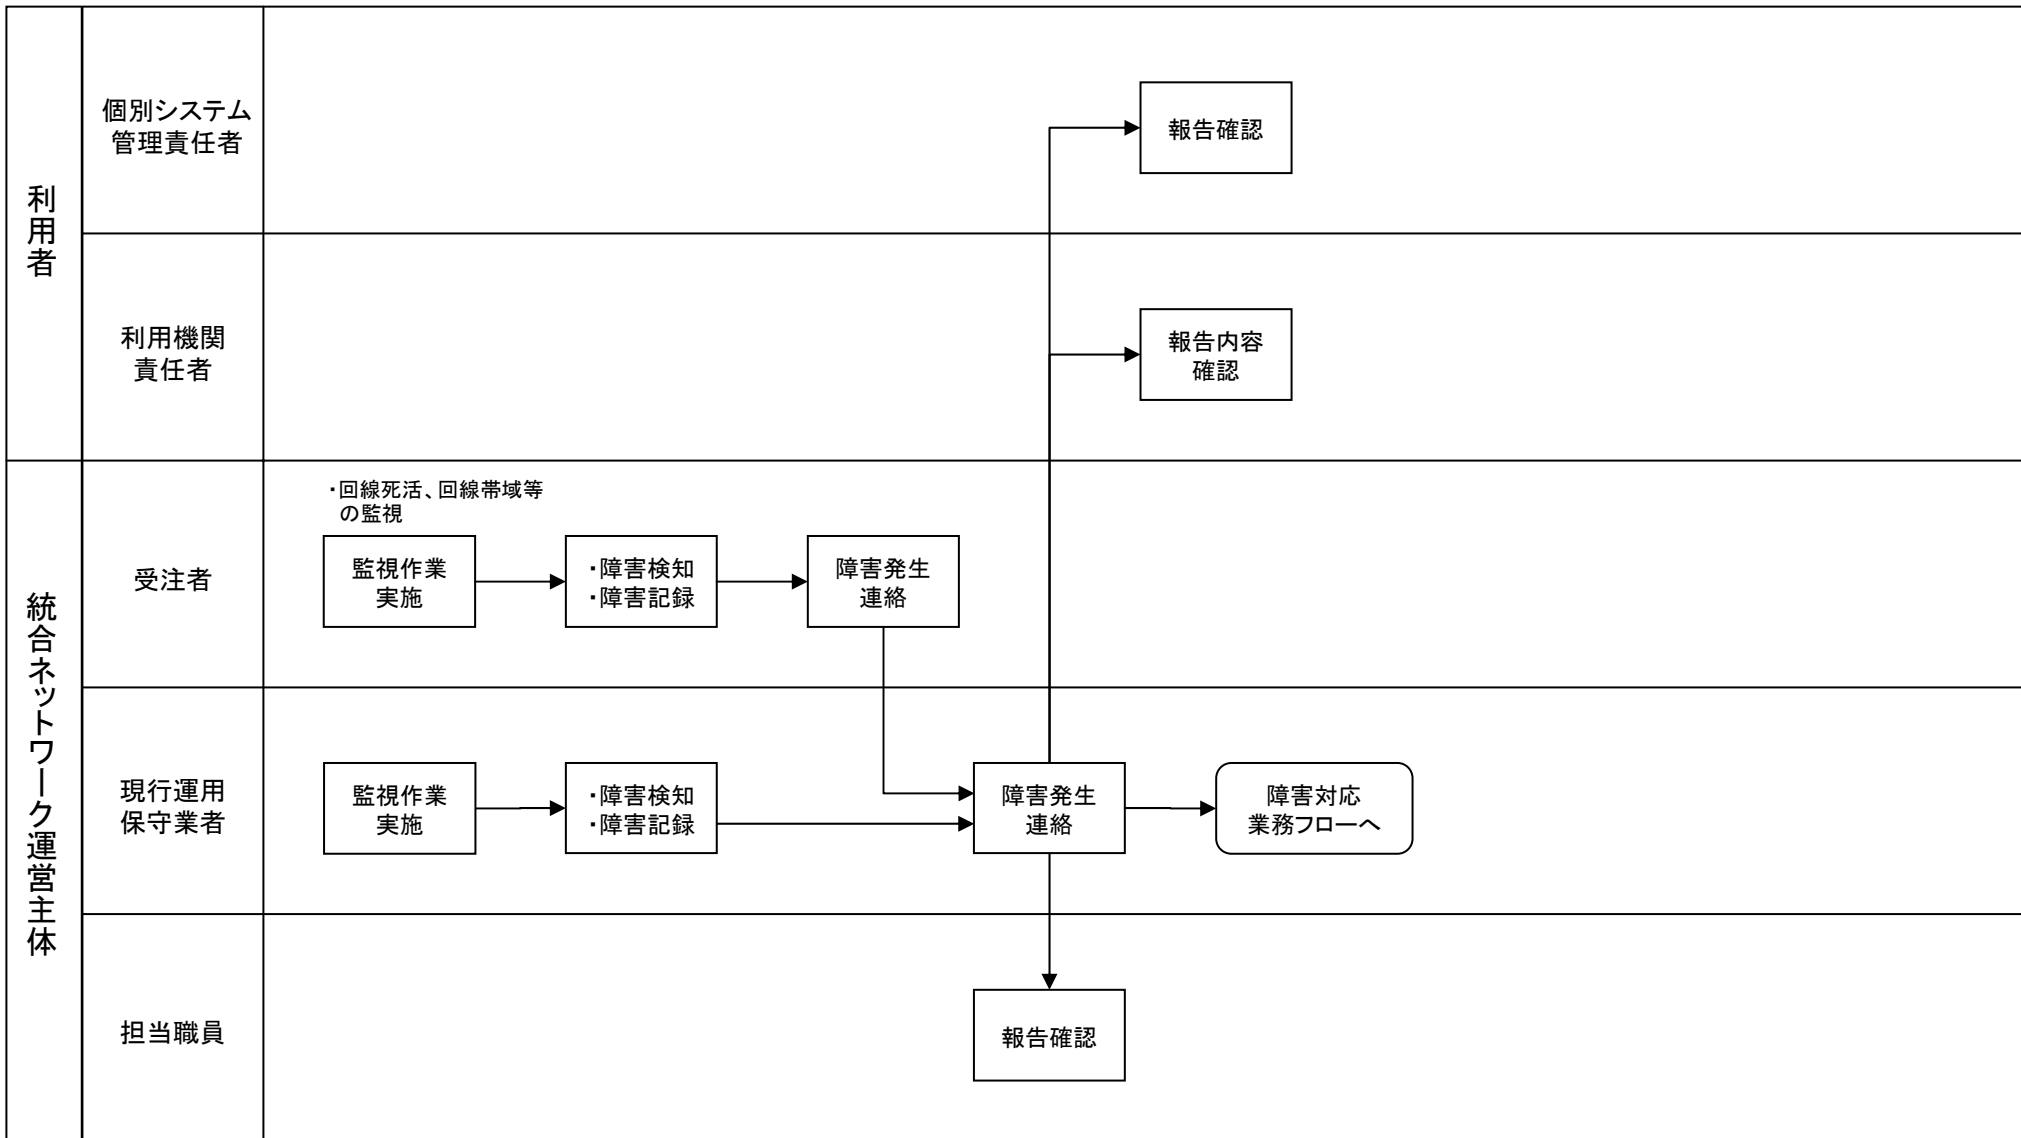 利用者
個別システム
管理責任者
報告確認
利用機関
責任者
報告内容
確認
統合ネットワーク運営主体
受注者
・回線死活、回線帯域等
の監視
監視作業
実施
・障害検知
・障害記録
障害発生
連絡
現行運用
保守業者
監視作業
実施
・障害検知
・障害記録
障害発生
連絡
障害対応
業務フローへ
担当職員
報告確認